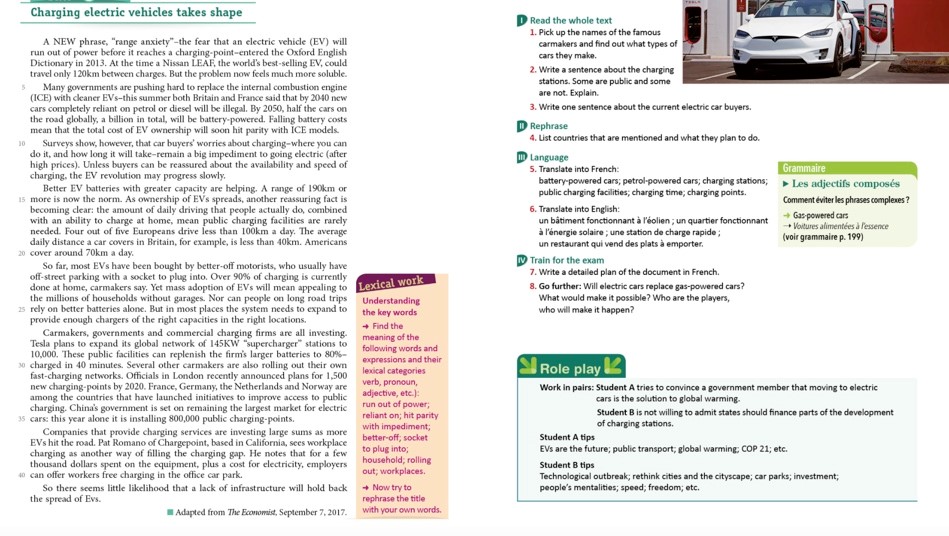 Charging electric vehicles takes shape
A NEW phrase, “range anxiety”–the fear that an electric vehicle (EV) will
run out of power before it reaches a charging-point–entered the Oxford English
Dictionary in 2013. At the time a Nissan LEAF, the world’s best-selling EV, could
travel only 120km between charges. But the problem now feels much more soluble.
5 Many governments are pushing hard to replace the internal combustion engine
(ICE) with cleaner EVs–this summer both Britain and France said that by 2040 new
cars completely reliant on petrol or diesel will be illegal. By 2050, half the cars on
the road globally, a billion in total, will be battery-powered. Falling battery costs
mean that the total cost of EV ownership will soon hit parity with ICE models.
10 Surveys show, however, that car buyers’ worries about charging–where you can
do it, and how long it will take–remain a big impediment to going electric (after
high prices). Unless buyers can be reassured about the availability and speed of
charging, the EV revolution may progress slowly.
Better EV batteries with greater capacity are helping. A range of 190km or
15 more is now the norm. As ownership of EVs spreads, another reassuring fact is
becoming clear: the amount of daily driving that people actually do, combined
with an ability to charge at home, mean public charging facilities are rarely
needed. Four out of five Europeans drive less than 100km a day. The average
daily distance a car covers in Britain, for example, is less than 40km. Americans
20 cover around 70km a day.
So far, most EVs have been bought by better-off motorists, who usually have
off-street parking with a socket to plug into. Over 90% of charging is currently
done at home, carmakers say. Yet mass adoption of EVs will mean appealing to
the millions of households without garages. Nor can people on long road trips
25 rely on better batteries alone. But in most places the system needs to expand to
provide enough chargers of the right capacities in the right locations.
Carmakers, governments and commercial charging firms are all investing.
Tesla plans to expand its global network of 145KW “supercharger” stations to
10,000. These public facilities can replenish the firm’s larger batteries to 80%–
30 charged in 40 minutes. Several other carmakers are also rolling out their own
fast-charging networks. Officials in London recently announced plans for 1,500
new charging-points by 2020. France, Germany, the Netherlands and Norway are
among the countries that have launched initiatives to improve access to public
charging. China’s government is set on remaining the largest market for electric
35 cars: this year alone it is installing 800,000 public charging-points.
Companies that provide charging services are investing large sums as more
EVs hit the road. Pat Romano of Chargepoint, based in California, sees workplace
charging as another way of filling the charging gap. He notes that for a few
thousand dollars spent on the equipment, plus a cost for electricity, employers
40 can offer workers free charging in the office car park.
So there seems little likelihood that a lack of infrastructure will hold back
the spread of Evs.
Adapted from The Economist, September 7, 2017.
Lexical work
Understanding
the key words
➜ Find the
meaning of the
following words and
expressions and their
lexical categories
verb, pronoun,
adjective, etc.):
run out of power;
reliant on; hit parity
with impediment;
better-off; socket
to plug into;
household; rolling
out; workplaces.
➜ Now try to
rephrase the title
with your own words.
I Read the whole text
1. Pick up the names of the famous
carmakers and find out what types of
cars they make.
2. Write a sentence about the charging
stations. Some are public and some
are not. Explain.
3. Write one sentence about the current electric car buyers.
II Rephrase
4. List countries that are mentioned and what they plan to do.
III Language
5. Translate into French:
battery-powered cars; petrol-powered cars; charging stations;
public charging facilities; charging time; charging points.
6. Translate into English:
un bâtiment fonctionnant à l’éolien ; un quartier fonctionnant
à l’énergie solaire ; une station de charge rapide ;
un restaurant qui vend des plats à emporter.
Grammaire
▶ Les adjectifs composés
Comment éviter les phrases complexes ?
➜ Gas-powered cars
➝ Voitures alimentées à l’essence
(voir grammaire p. 199)
IV Train for the exam
7. Write a detailed plan of the document in French.
8. Go further: Will electric cars replace gas-powered cars?
What would make it possible? Who are the players,
who will make it happen?
Role play
Work in pairs: Student A tries to convince a government member that moving to electric
cars is the solution to global warming.
Student B is not willing to admit states should finance parts of the development
of charging stations.
Student A tips
EVs are the future; public transport; global warming; COP 21; etc.
Student B tips
Technological outbreak; rethink cities and the cityscape; car parks; investment;
people’s mentalities; speed; freedom; etc.